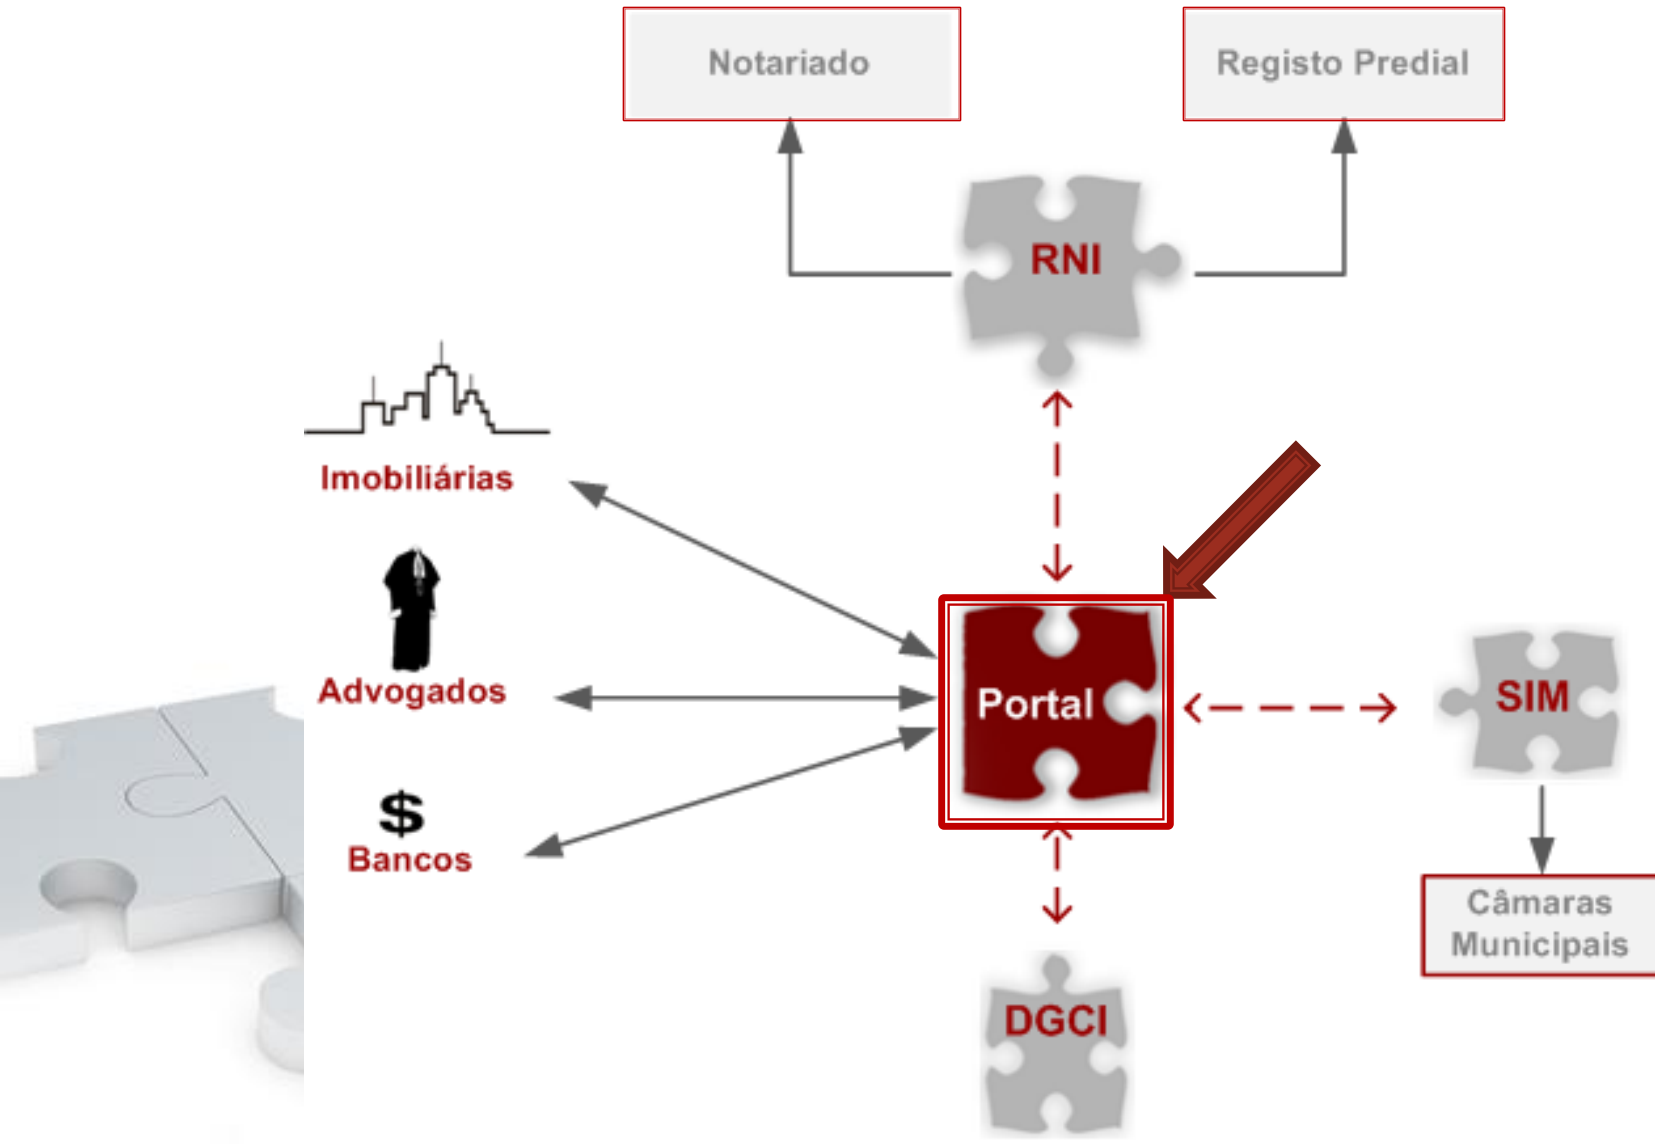 Notariado
Registo Predial
RNI
Imobiliárias
Advogados
Portal
SIM
$
Bancos
Câmaras
Municipais
DGCI